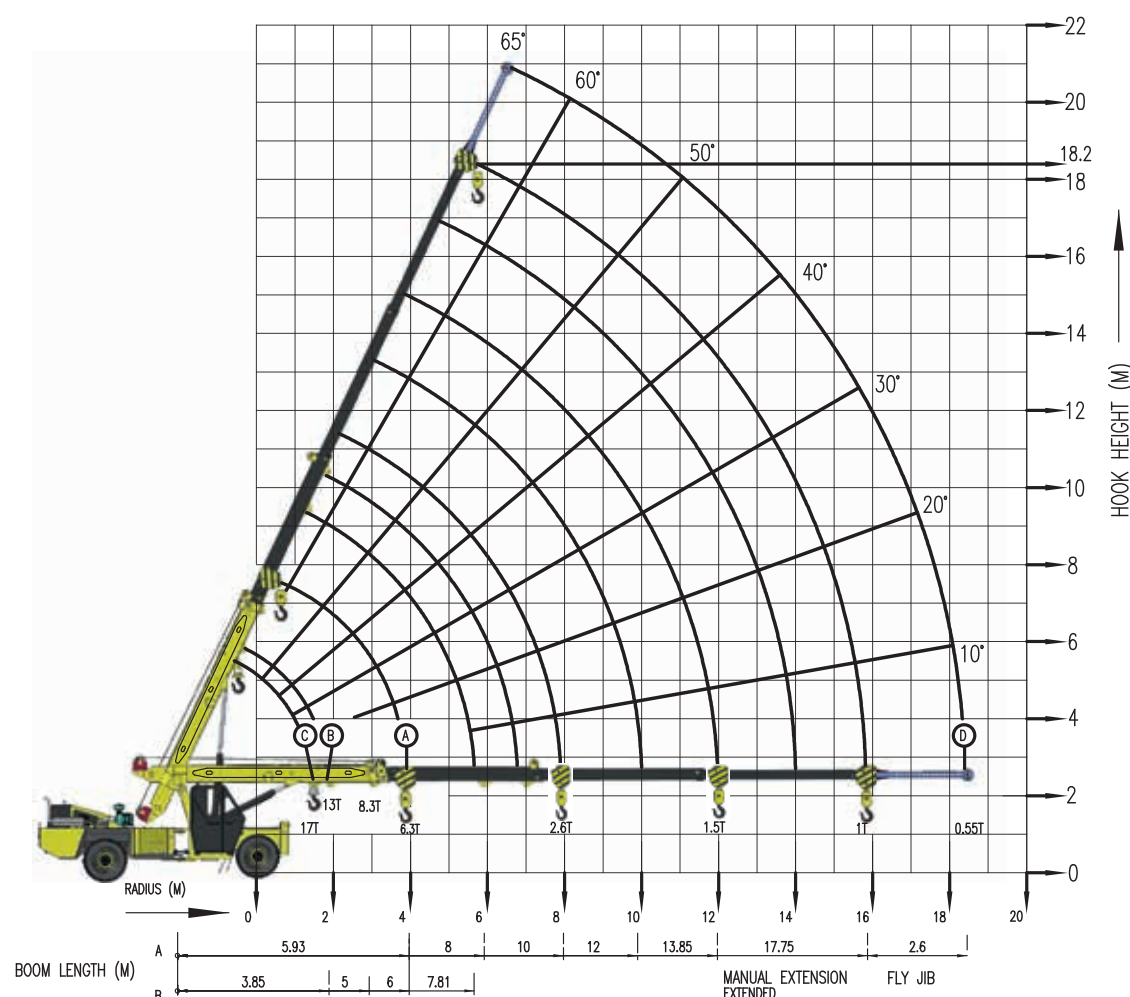 22
65°
60°
20
50°
18.2
18
16
40°
14
30°
12
HOOK HEIGHT (M)
10
20°
8
6
10°
4
C
B
A
D
2
13T
8.3T
17T
6.3T
2.6T
1.5T
1T
0.55T
0
RADIUS (M)
0
2
4
6
8
10
12
14
16
18
20
A
5.93
8
10
12
13.85
17.75
2.6
BOOM LENGTH (M)
3.85
5
6
7.81
MANUAL EXTENSION
FLY JIB
EXTENDED
B